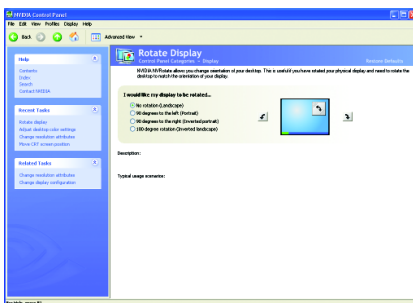 NVIDIA Control Panel
File Edit View Profiles Display Help
Back Advanced View
Help
Contents
Index
Search
Contact NVIDIA
Recent Tasks
Rotate display
Adjust desktop color settings
Change resolution attributes
Move CRT screen position
Related Tasks
Change resolution attributes
Change display configuration
Rotate Display
Control Panel Categories > Display
Restore Defaults
NVIDIA NVRotate allows you change orientation of your desktop. This is useful if you have rotated your physical display and need to rotate the
desktop to match the orientation of your display.
I would like my display to be rotated...
No rotation (Landscape)
90 degrees to the left (Portrait)
90 degrees to the right (Inverted portrait)
180 degree rotation (Inverted landscape)
Description:
Typical usage scenarios: